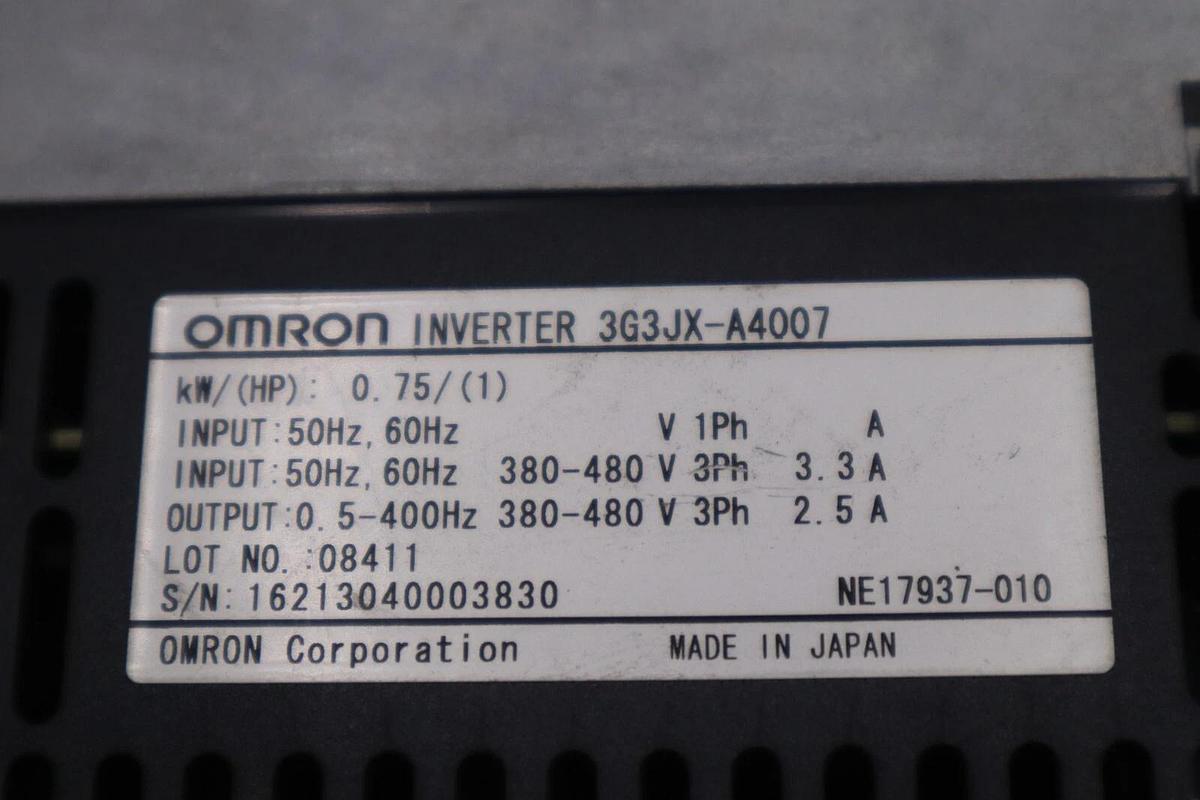 OMRON INVERTER 3G3JX-A4007
kW/(HP): 0.75/(1)
INPUT:50Hz,60Hz V 1Ph A
INPUT:50Hz,60Hz 380-480 V 3Ph 3.3 A
OUTPUT:0.5-400Hz 380-480 V 3Ph 2.5 A
LOT NO. :08411
S/N:16213040003830 NE17937-010
OMRON Corporation MADE IN JAPAN